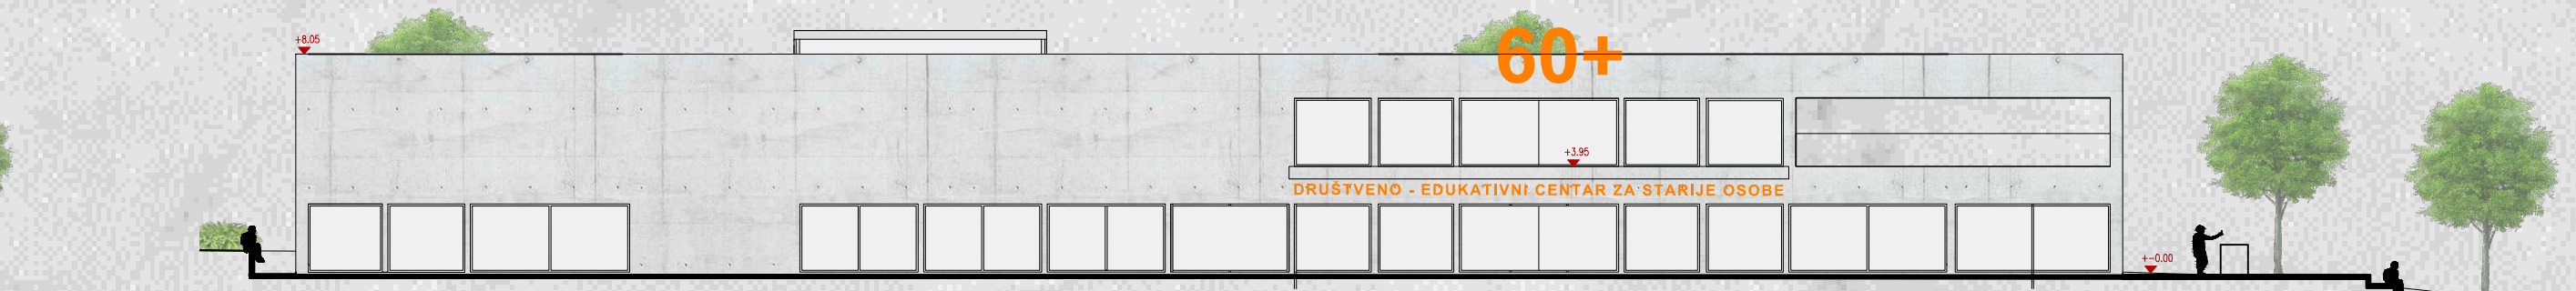 +8.05
60+
+3.95
DRUŠTVENO - EDUKATIVNI CENTAR ZA STARIJE OSOBE
+-0.00